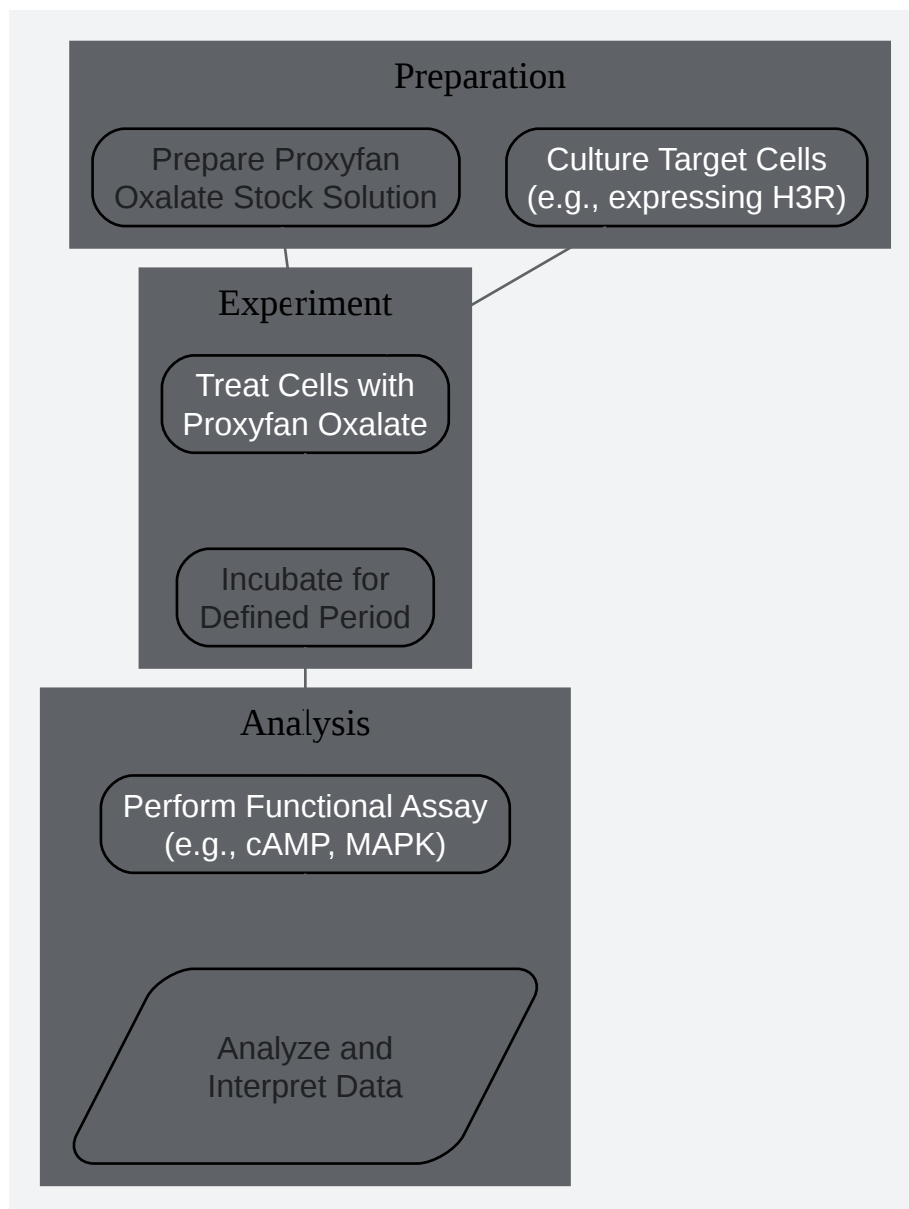 Preparation
Prepare Proxyfan
Oxalate Stock Solution
Culture Target Cells
(e.g., expressing H3R)
Experiment
Treat Cells with
Proxyfan Oxalate
Incubate for
Defined Period
Analysis
Perform Functional Assay
(e.g., cAMP, MAPK)
Analyze and
Interpret Data